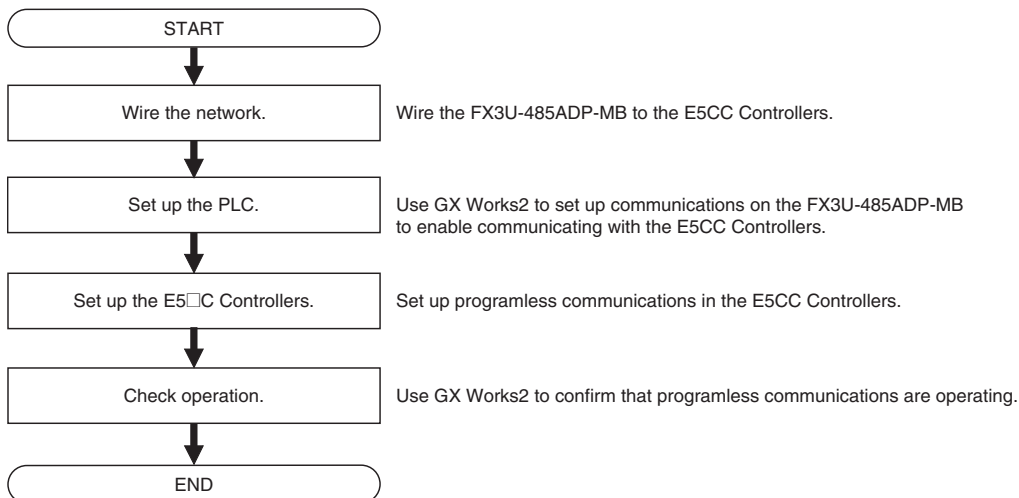 START
Wire the network.
Wire the FX3U-485ADP-MB to the E5CC Controllers.
Set up the PLC.
Use GX Works2 to set up communications on the FX3U-485ADP-MB
to enable communicating with the E5CC Controllers.
Set up the E5□C Controllers.
Set up programless communications in the E5CC Controllers.
Check operation.
Use GX Works2 to confirm that programless communications are operating.
END